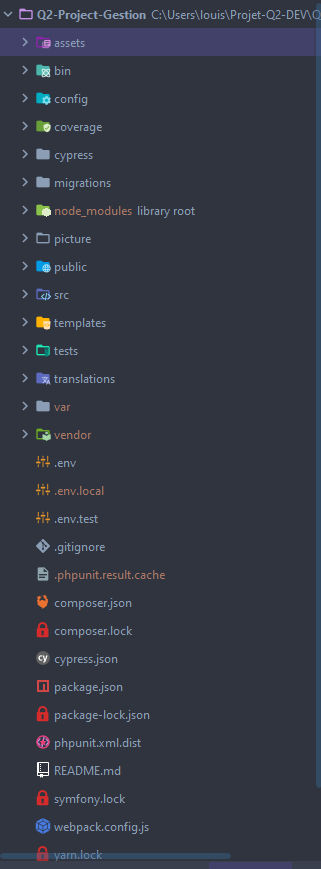 Q2-Project-Gestion C:\Users\louis\Projet-Q2-DEV\Q
assets
bin
config
coverage
cypress
migrations
node_modules library root
picture
public
src
templates
tests
translations
var
vendor
.env
.env.local
.env.test
.gitignore
.phpunit.result.cache
composer.json
composer.lock
cy cypress.json
package.json
package-lock.json
phpunit.xml.dist
README.md
symfony.lock
webpack.config.js
yarn.lock